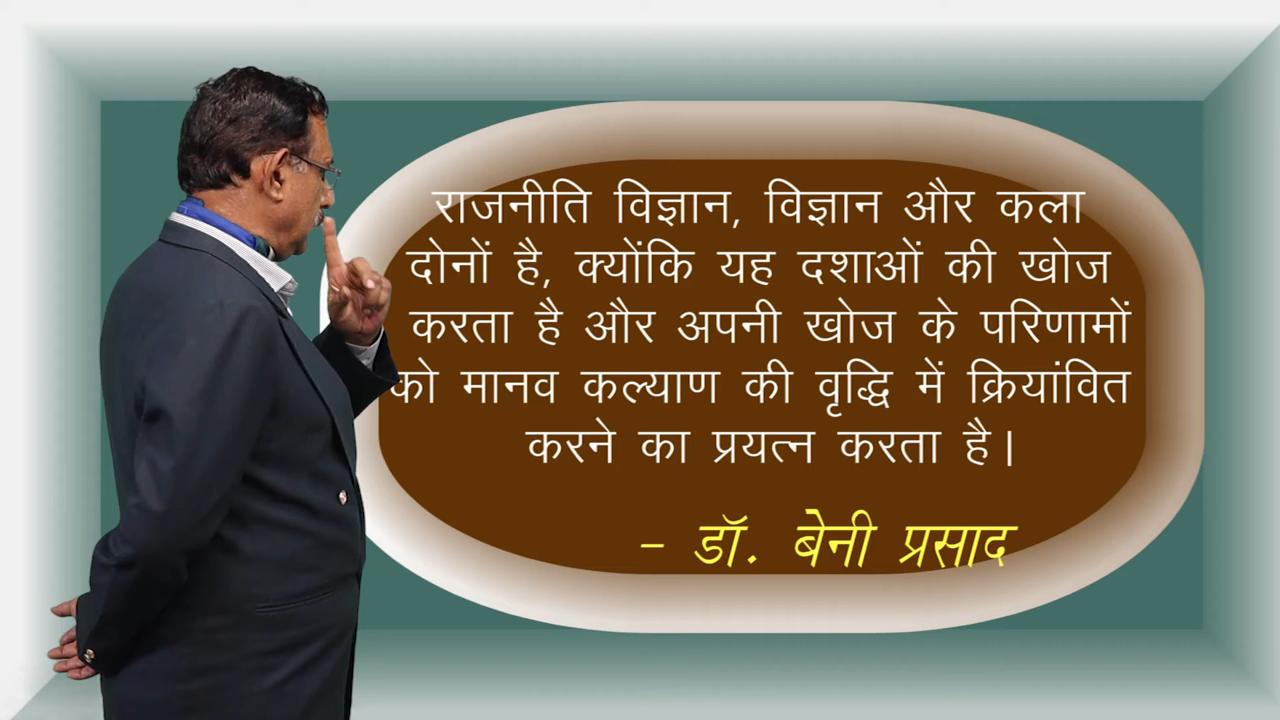 राजनीति विज्ञान, विज्ञान और कला
दोनों है, क्योंकि यह दशाओं की खोज
करता है और अपनी खोज के परिणामों
को मानव कल्याण की वृद्धि में क्रियांवित
करने का प्रयत्न करता है।
- डॉ. बेनी प्रसाद